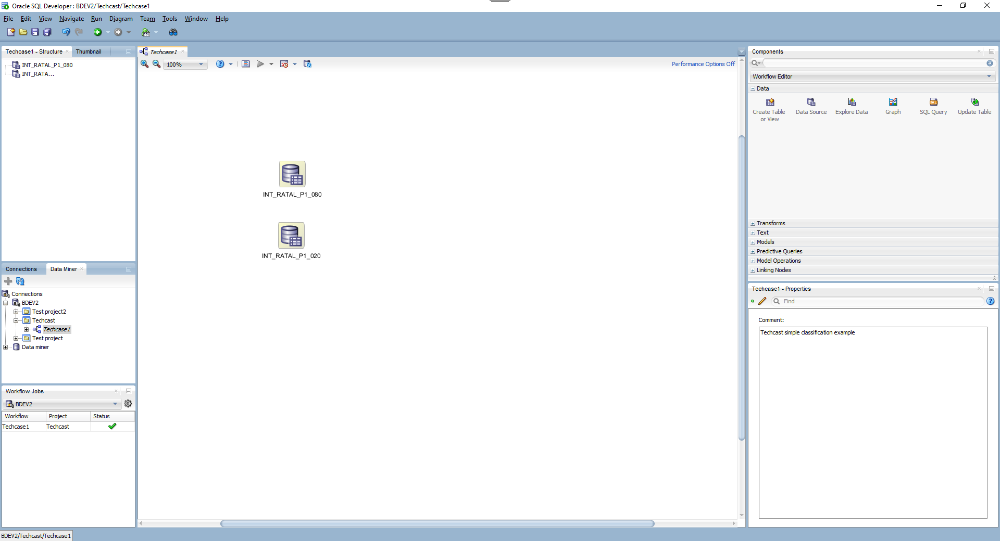 Oracle SQL Developer : BDEV2/Techcast/Techcase1
File Edit View Navigate Run Diagram Team Tools Window Help
Techcase1 - Structure
Thumbnail
INT_RATAL_P1_080
INT_RATA...
Techcase1
100%
Performance Options Off
INT_RATAL_P1_080
INT_RATAL_P1_020
Connections
Data Miner
Connections
BDEV2
Test project2
Techcast
Techcase1
Test project
Data miner
Workflow Jobs
BDEV2
Workflow Project Status
Techcase1 Techcast
Components
Workflow Editor
Data
Create Table or View
Data Source
Explore Data
Graph
SQL Query
Update Table
Transforms
Text
Models
Predictive Queries
Model Operations
Linking Nodes
Techcase1 - Properties
Find
Comment:
Techcast simple classification example
BDEV2/Techcast/Techcase1